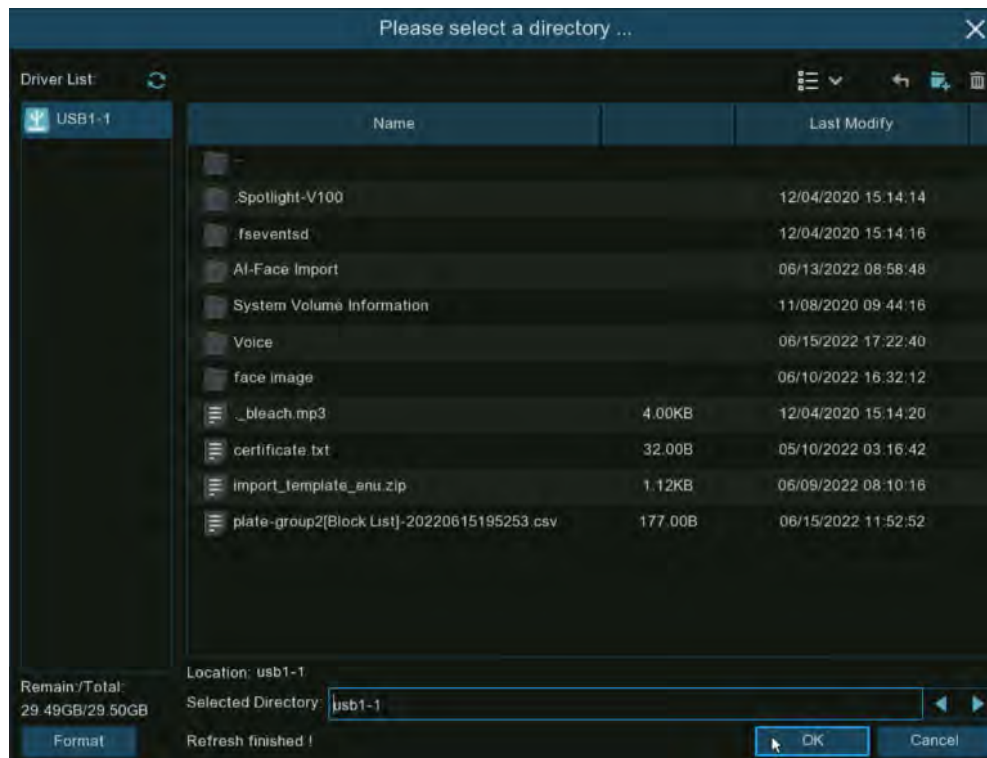 Please select a directory ...
Driver List:
USB1-1
Name Last Modify
.Spotlight-V100 12/04/2020 15:14:14
.fseventsd 12/04/2020 15:14:16
AI-Face Import 06/13/2022 08:58:48
System Volume Information 11/08/2020 09:44:16
Voice 06/15/2022 17:22:40
face image 06/10/2022 16:32:12
._bleach.mp3 4.00KB 12/04/2020 15:14:20
certificate.txt 32.00B 05/10/2022 03:16:42
import_template_enu.zip 1.12KB 06/09/2022 08:10:16
plate-group2[Block List]-20220615195253.csv 177.00B 06/15/2022 11:52:52
Location: usb1-1
Remain:/Total:
29.49GB/29.50GB
Selected Directory: usb1-1
Format
Refresh finished !
OK
Cancel